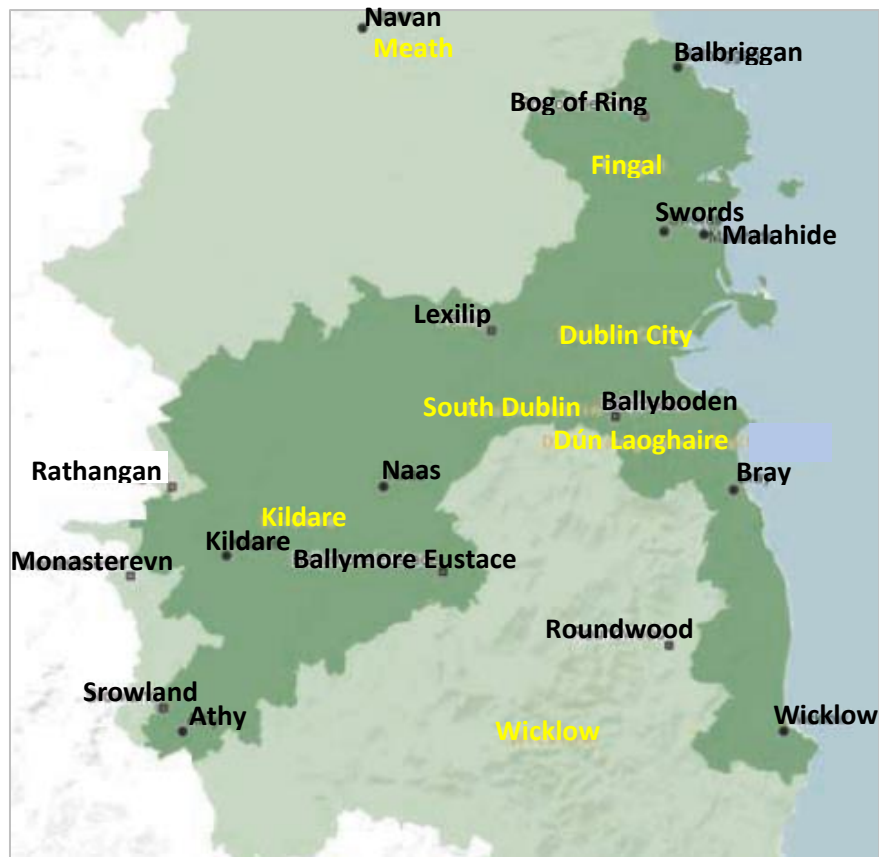 Navan
Meath
Balbriggan
Bog of Ring
Fingal
Swords
Malahide
Lexilip
Dublin City
South Dublin
Ballyboden
Dún Laoghaire
Rathangan
Naas
Bray
Kildare
Kildare
Monasterevn
Ballymore Eustace
Roundwood
Srowland
Athy
Wicklow
Wicklow